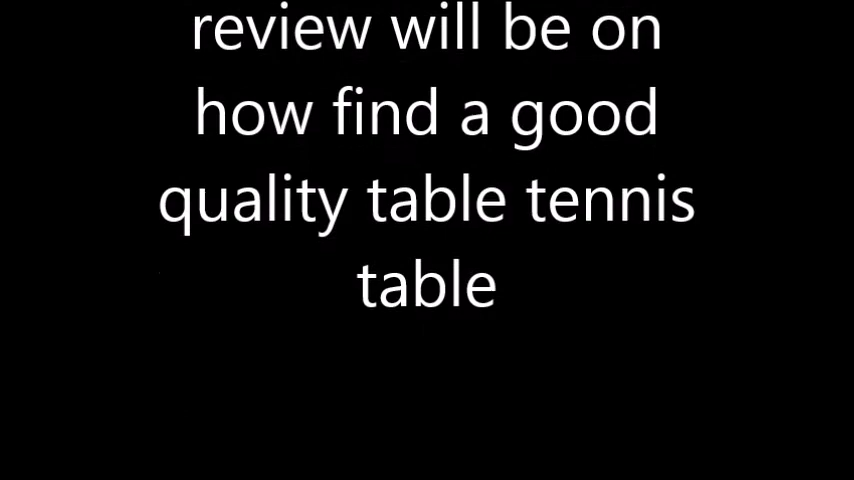 review will be on
how find a good
quality table tennis
table